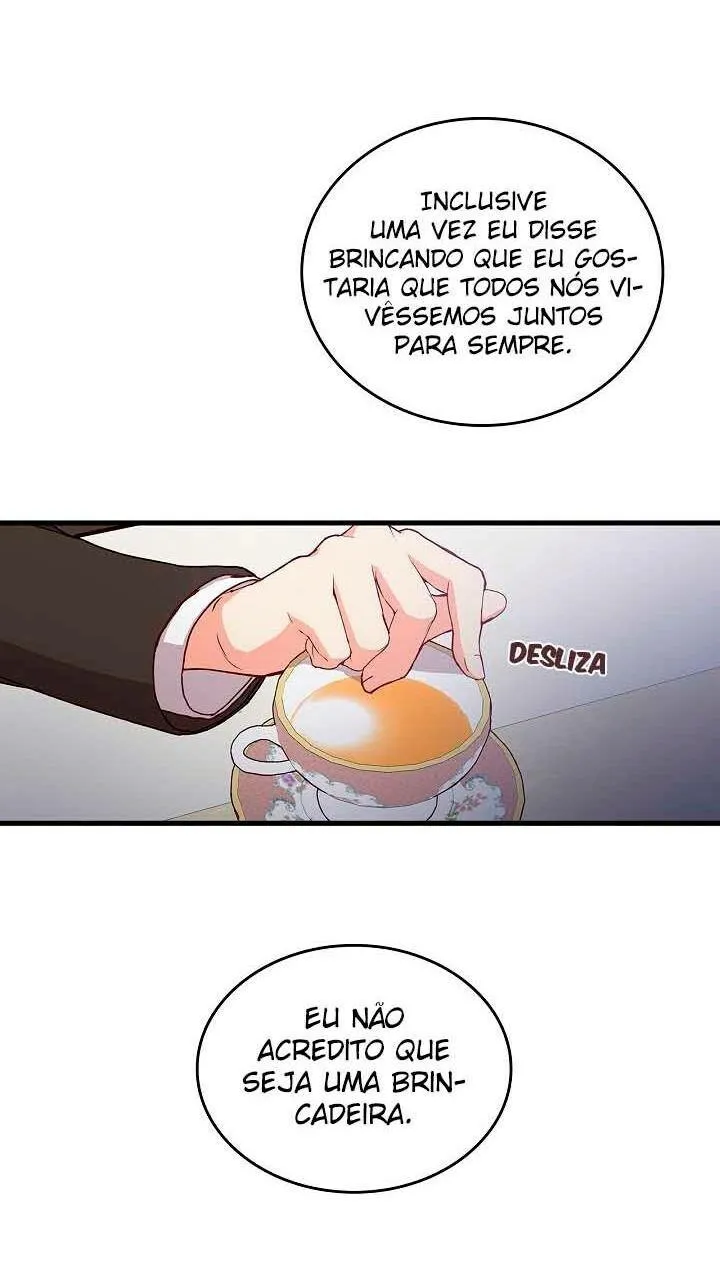 INCLUSIVE
UMA VEZ EU DISSE
BRINCANDO QUE EU GOS-
TARIA QUE TODOS NÓS VI-
VÊSSEMOS JUNTOS
PARA SEMPRE.
DESLIZA
EU NÃO
ACREDITO QUE
SEJA UMA BRIN-
CADEIRA.